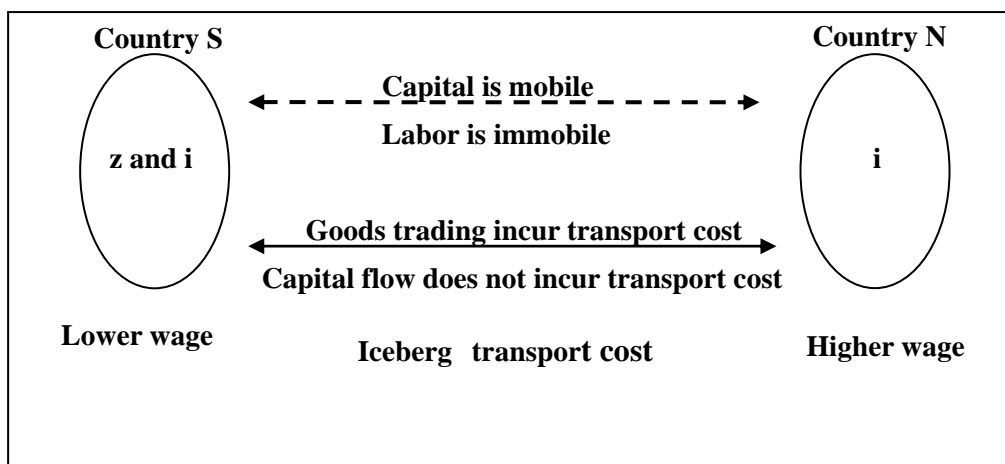 Country S
Country N
Capital is mobile
Labor is immobile
z and i
i
Goods trading incur transport cost
Capital flow does not incur transport cost
Lower wage
Iceberg transport cost
Higher wage